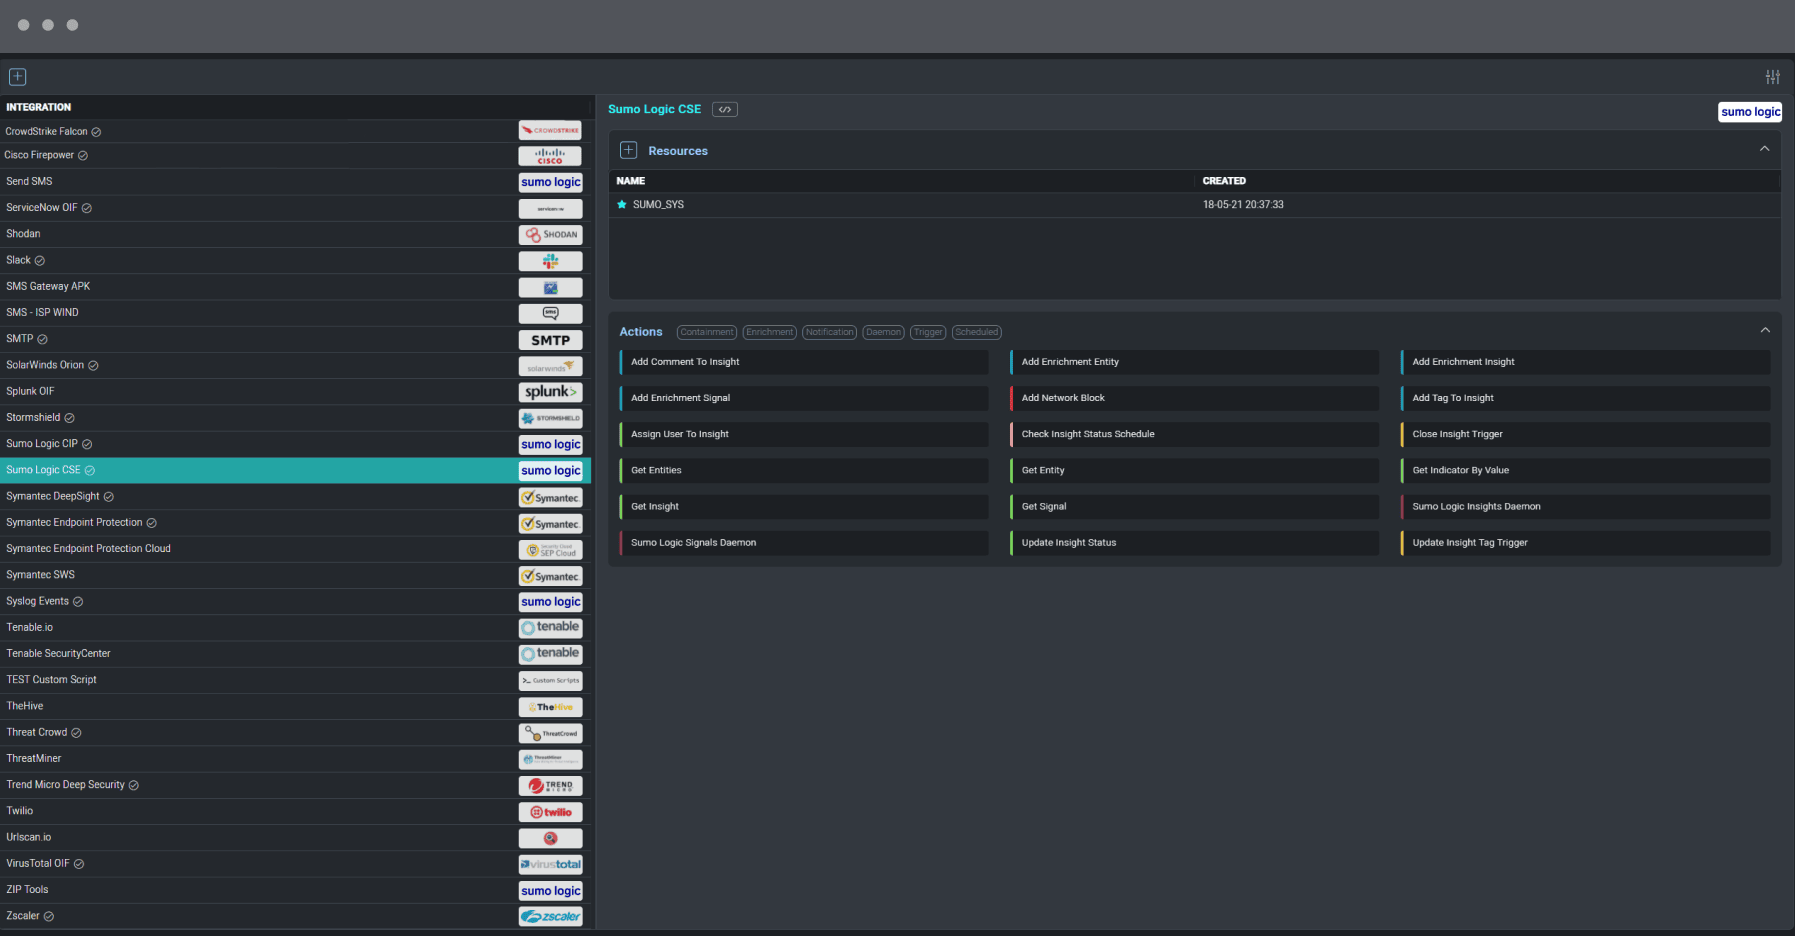 INTEGRATION
CrowdStrike Falcon
CROWDSTRIKE
Cisco Firepower
CISCO
Send SMS
sumo logic
ServiceNow OIF
servicenow
Shodan
SHODAN
Slack
SMS Gateway APK
SMS - ISP WIND
sms
SMTP
SMTP
SolarWinds Orion
solarwinds
Splunk OIF
splunk>
Stormshield
STORMSHIELD
Sumo Logic CIP
sumo logic
Sumo Logic CSE
sumo logic
Symantec DeepSight
Symantec.
Symantec Endpoint Protection
Symantec.
Symantec Endpoint Protection Cloud
Security Cloud
SEP Cloud
Symantec SWS
Symantec.
Syslog Events
sumo logic
Tenable.io
tenable
Tenable SecurityCenter
tenable
TEST Custom Script
>_ Custom Scripts
TheHive
TheHive
Threat Crowd
ThreatCrowd
ThreatMiner
ThreatMiner
Trend Micro Deep Security
TREND
MICRO
Twilio
twilio
Urlscan.io
VirusTotal OIF
virustotal
ZIP Tools
sumo logic
Zscaler
zscaler
Sumo Logic CSE </>
sumo logic
Resources
NAME CREATED
SUMO_SYS 18-05-21 20:37:33
Actions Containment Enrichment Notification Daemon Trigger Scheduled
Add Comment To Insight Add Enrichment Entity Add Enrichment Insight
Add Enrichment Signal Add Network Block Add Tag To Insight
Assign User To Insight Check Insight Status Schedule Close Insight Trigger
Get Entities Get Entity Get Indicator By Value
Get Insight Get Signal Sumo Logic Insights Daemon
Sumo Logic Signals Daemon Update Insight Status Update Insight Tag Trigger